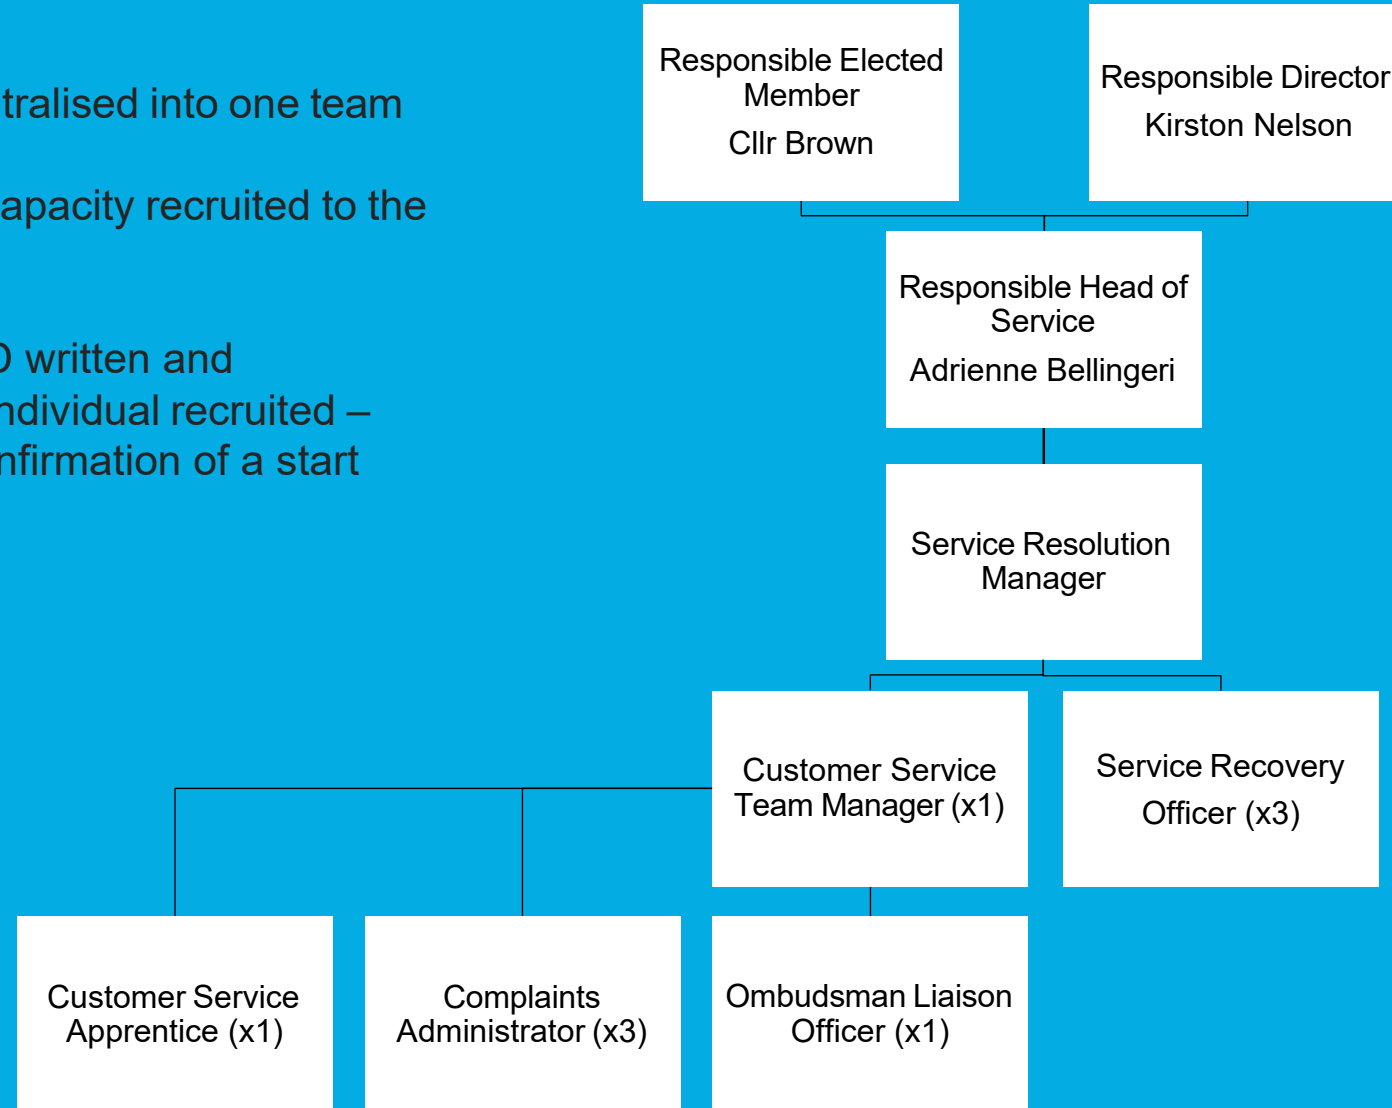 tralised into one team
apacity recruited to the
written and
ndividual recruited –
nfirmation of a start
Responsible Elected
Member
Cllr Brown
Responsible Director
Kirston Nelson
Responsible Head of
Service
Adrienne Bellingeri
Service Resolution
Manager
Customer Service
Team Manager (x1)
Service Recovery
Officer (x3)
Customer Service
Apprentice (x1)
Complaints
Administrator (x3)
Ombudsman Liaison
Officer (x1)